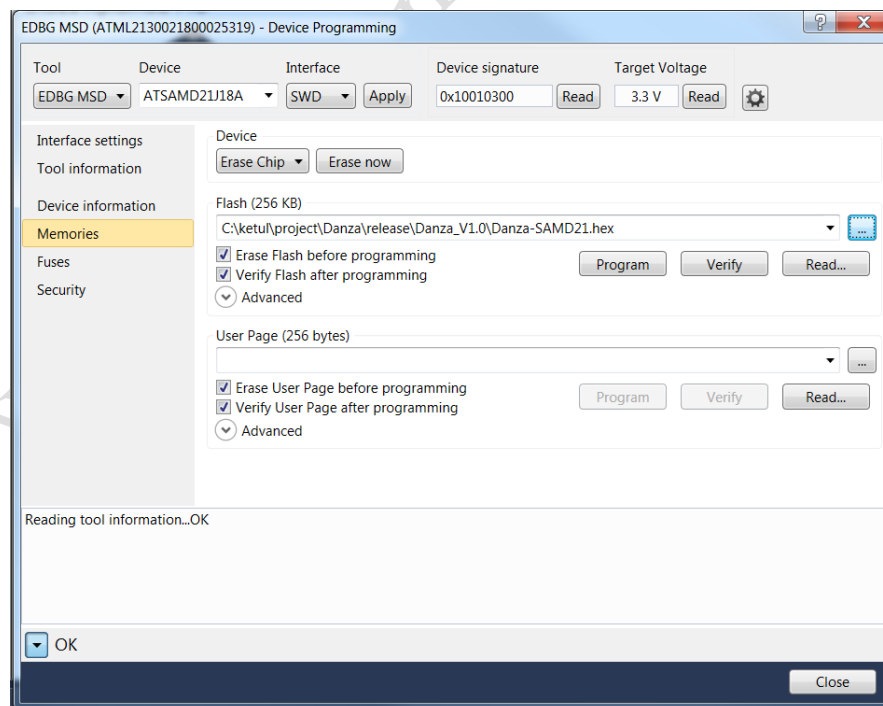 EDBG MSD (ATML2130021800025319) - Device Programming
Tool Device Interface Device signature Target Voltage
EDBG MSD ATSAMD21J18A SWD Apply 0x10010300 Read 3.3 V Read
Interface settings
Tool information
Device information
Memories
Fuses
Security
Device
Erase Chip Erase now
Flash (256 KB)
C:\ketul\project\Danza\release\Danza_V1.0\Danza-SAMD21.hex ...
Erase Flash before programming
Verify Flash after programming
Program Verify Read...
Advanced
User Page (256 bytes)
...
Erase User Page before programming
Verify User Page after programming
Program Verify Read...
Advanced
Reading tool information...OK
OK
Close